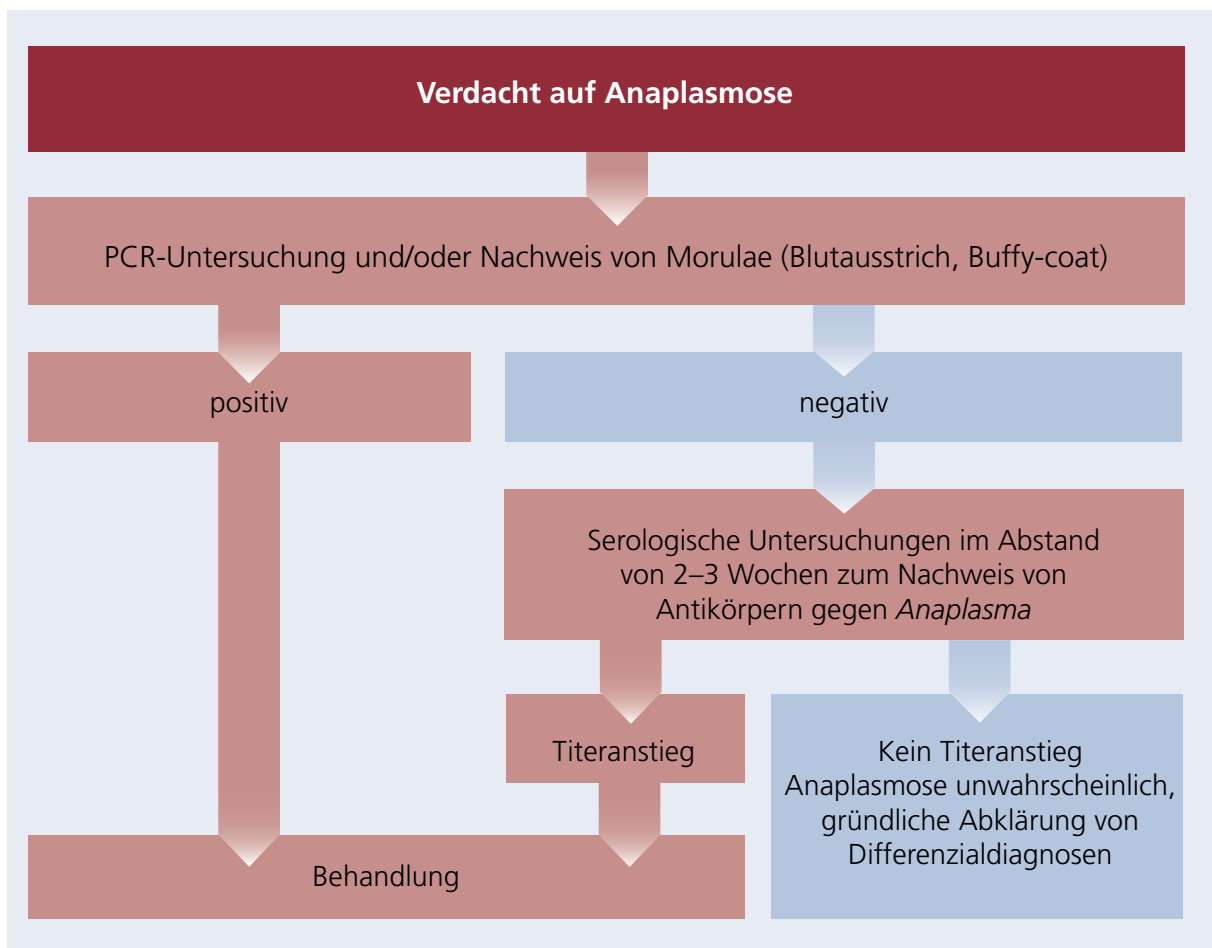 Verdacht auf Anaplasmose
PCR-Untersuchung und/oder Nachweis von Morulae (Blutausstrich, Buffy-coat)
positiv
negativ
Serologische Untersuchungen im Abstand
von 2–3 Wochen zum Nachweis von
Antikörpern gegen Anaplasma
Titeranstieg
Kein Titeranstieg
Anaplasmose unwahrscheinlich,
gründliche Abklärung von
Differenzialdiagnosen
Behandlung